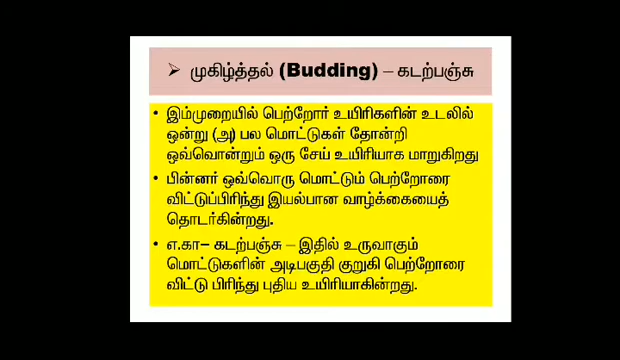 ➢ முகிழ்த்தல் (Budding) – கடற்பஞ்சு
• இம்முறையில் பெற்றோர் உயிரிகளின் உடலில்
ஒன்று (அ) பல மொட்டுகள் தோன்றி
ஒவ்வொன்றும் ஒரு சேய் உயிரியாக மாறுகிறது
• பின்னர் ஒவ்வொரு மொட்டும் பெற்றோரை
விட்டுப்பிரிந்து இயல்பான வாழ்க்கையைத்
தொடர்கின்றது.
• எ.கா– கடற்பஞ்சு – இதில் உருவாகும்
மொட்டுகளின் அடிபகுதி குறுகி பெற்றோரை
விட்டு பிரிந்து புதிய உயிரியாகின்றது.